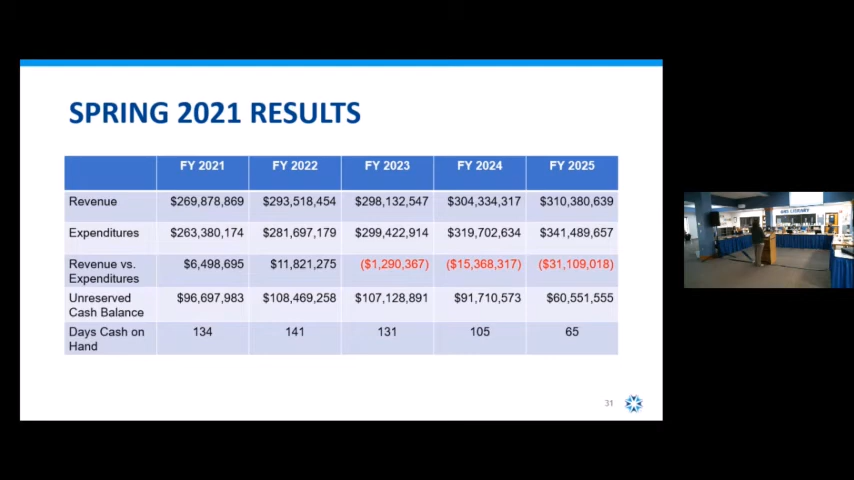 SPRING 2021 RESULTS
FY 2021 FY 2022 FY 2023 FY 2024 FY 2025
Revenue $269,878,869 $293,518,454 $298,132,547 $304,334,317 $310,380,639
Expenditures $263,380,174 $281,697,179 $299,422,914 $319,702,634 $341,489,657
Revenue vs. $6,498,695 $11,821,275 ($1,290,367) ($15,368,317) ($31,109,018)
Expenditures
Unreserved $96,697,983 $108,469,258 $107,128,891 $91,710,573 $60,551,555
Cash Balance
Days Cash on 134 141 131 105 65
Hand
31
LIBRARY